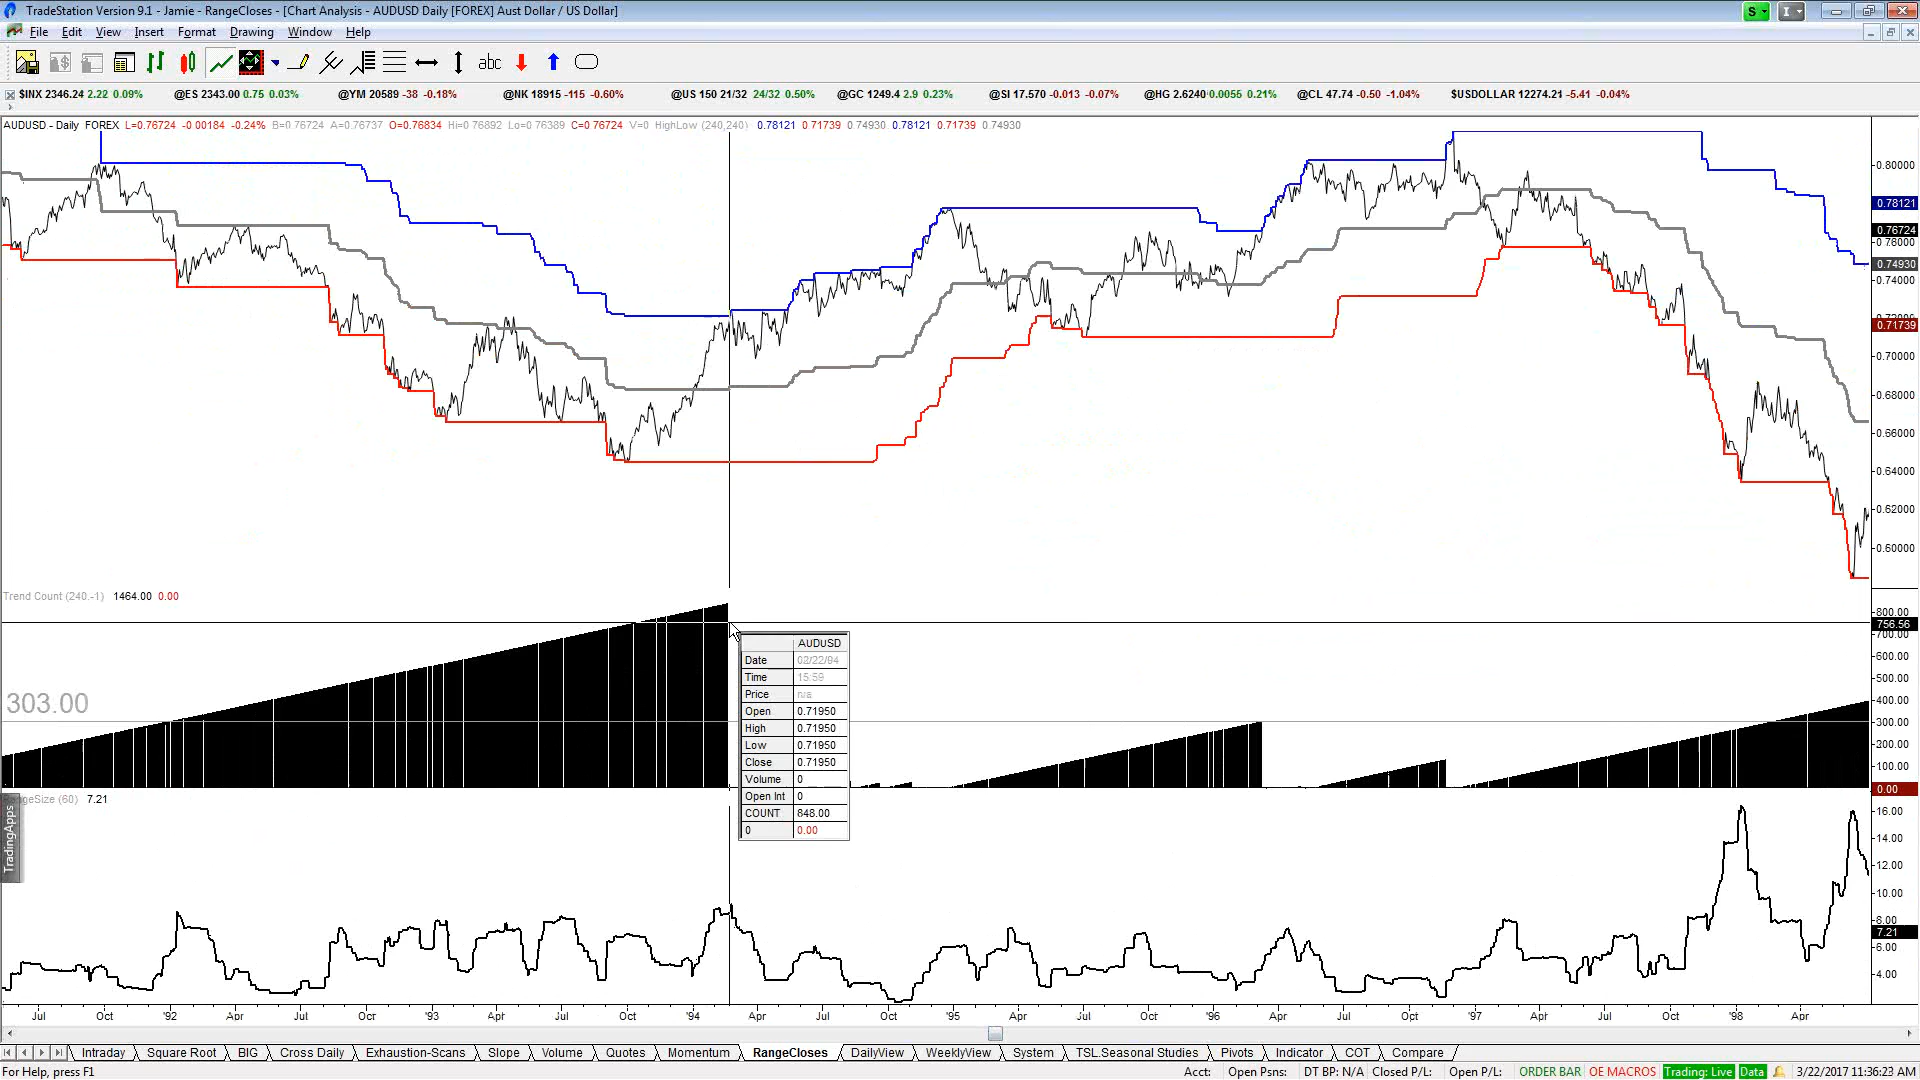 TradeStation Version 9.1 - Jamie - RangeCloses - [Chart Analysis - AUDUSD Daily [FOREX] Aust Dollar / US Dollar]
S I
File Edit View Insert Format Drawing Window Help
abc
$INX 2346.24 2.22 0.09% @ES 2343.00 0.75 0.03% @YM 20589 -38 -0.18% @NK 18915 -115 -0.60% @US 150 21/32 24/32 0.50% @GC 1249.4 2.9 0.23% @SI 17.570 -0.013 -0.07% @HG 2.6240 0.0055 0.21% @CL 47.74 -0.50 -1.04% $USDOLLAR 12274.21 -5.41 -0.04%
AUDUSD - Daily FOREX L=0.76724 -0.00184 -0.24% B=0.76724 A=0.76737 O=0.76834 Hi=0.76892 Lo=0.76389 C=0.76724 V=0 HighLow (240,240) 0.78121 0.71739 0.74930 0.78121 0.71739 0.74930
0.80000
0.78121
0.76724
0.78000
0.74930
0.74000
0.71739
0.70000
0.68000
0.66000
0.64000
0.62000
0.60000
Trend Count (240,-1) 1464.00 0.00
800.00
756.56
700.00
600.00
500.00
400.00
300.00
200.00
100.00
0.00
303.00
AUDUSD
Date 02/22/94
Time 15:59
Price n/a
Open 0.71950
High 0.71950
Low 0.71950
Close 0.71950
Volume 0
Open Int 0
COUNT 848.00
0 0.00
TradingApps
(60) 7.21
16.00
14.00
12.00
10.00
8.00
7.21
6.00
4.00
Jul Oct '92 Apr Jul Oct '93 Apr Jul Oct '94 Apr Jul Oct '95 Apr Jul Oct '96 Apr Jul Oct '97 Apr Jul Oct '98 Apr
Intraday Square Root BIG Cross Daily Exhaustion-Scans Slope Volume Quotes Momentum RangeCloses DailyView WeeklyView System TSL.Seasonal Studies Pivots Indicator COT Compare
For Help, press F1 Acct: Open Psns: DT BP: N/A Closed P/L: Open P/L: ORDER BAR OE MACROS Trading: Live Data 3/22/2017 11:36:23 AM